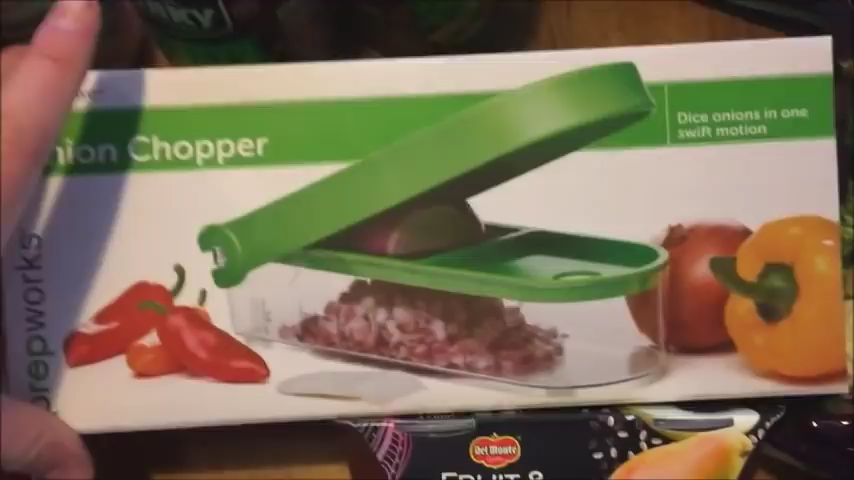 nion Chopper
Dice onions in one
swift motion
prepworks
Del Monte
FRUIT &